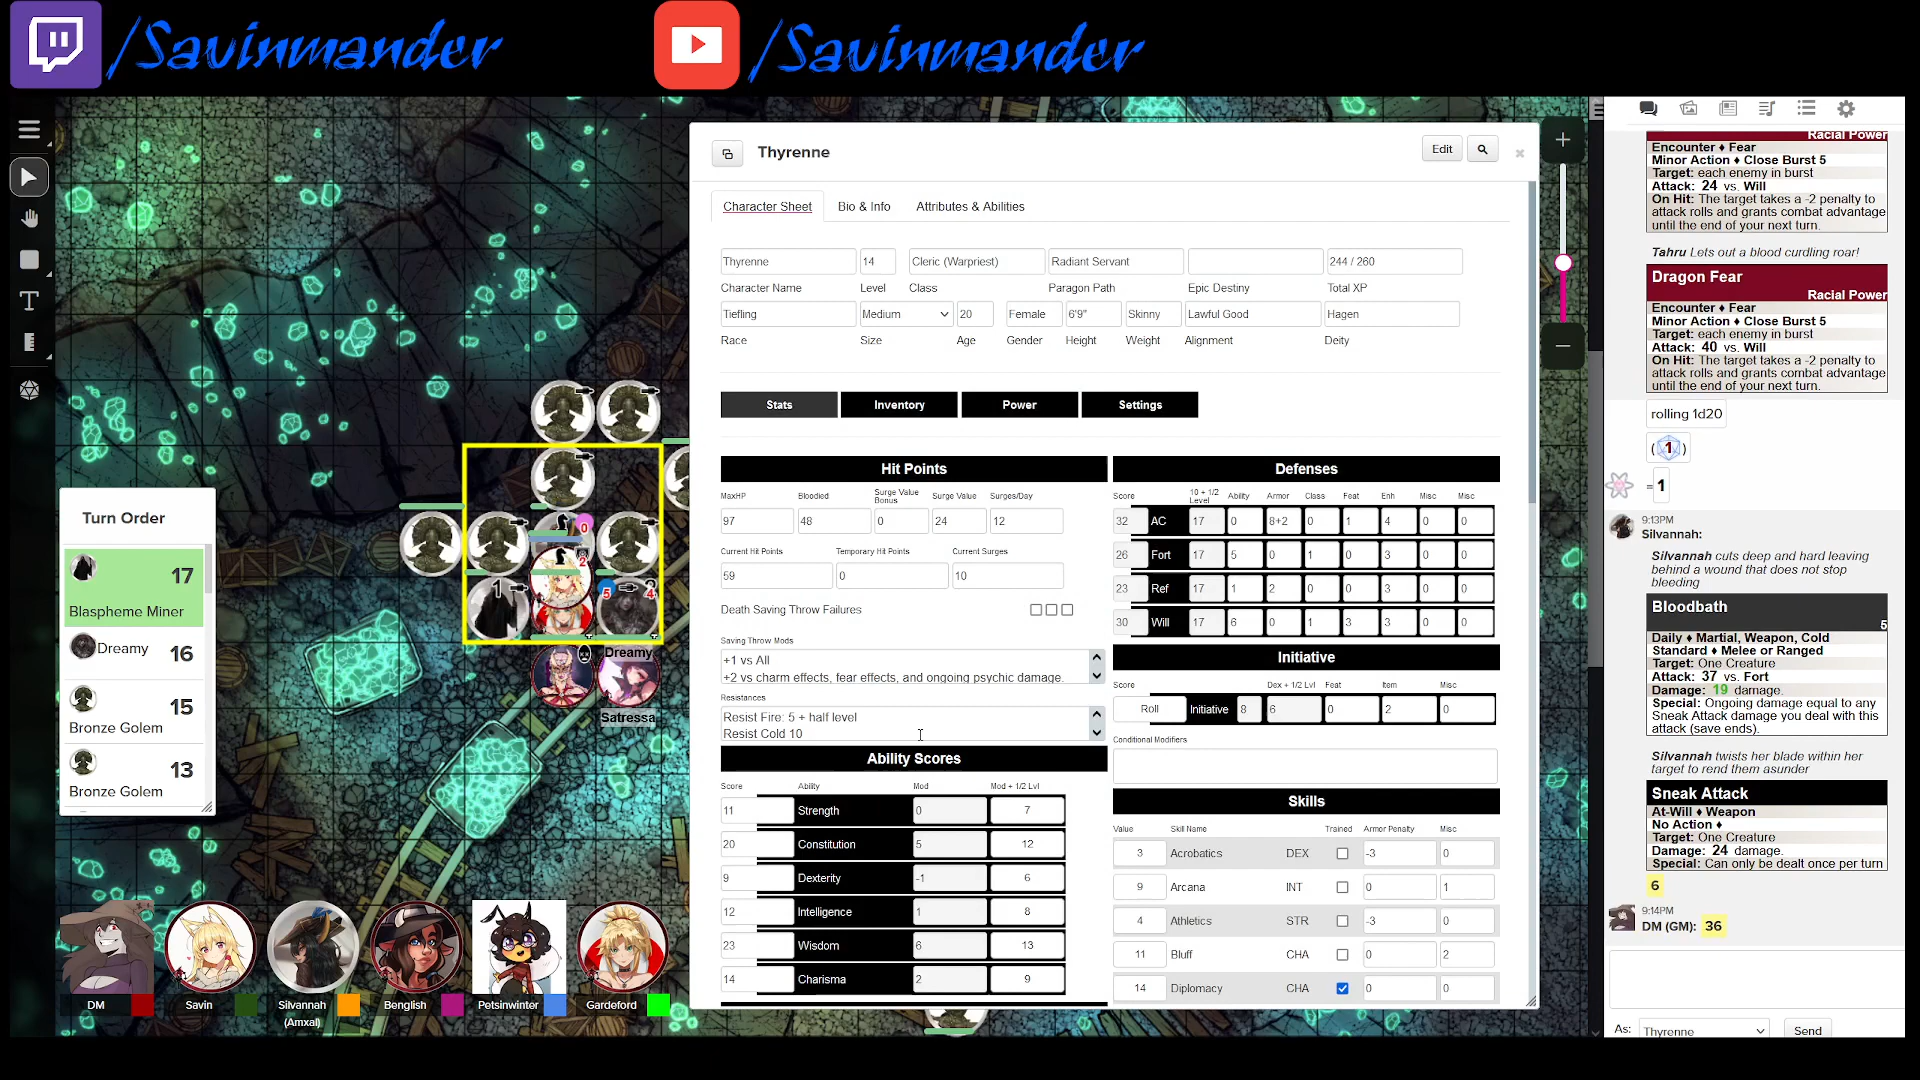 /Savinmander
/Savinmander
Thyrenne
Edit
Character Sheet
Bio & Info
Attributes & Abilities
Thyrenne 14 Cleric (Warpriest) Radiant Servant 244 / 260
Character Name Level Class Paragon Path Epic Destiny Total XP
Tiefling Medium 20 Female 6'9" Skinny Lawful Good Hagen
Race Size Age Gender Height Weight Alignment Deity
Stats Inventory Power Settings
Hit Points
MaxHP Bloodied Surge Value Bonus Surge Value Surges/Day
97 48 0 24 12
Current Hit Points Temporary Hit Points Current Surges
59 0 10
Death Saving Throw Failures
Saving Throw Mods
+1 vs All
+2 vs charm effects, fear effects, and ongoing psychic damage.
Resistances
Resist Fire: 5 + half level
Resist Cold 10
Ability Scores
Score Ability Mod Mod + 1/2 Lvl
11 Strength 0 7
20 Constitution 5 12
9 Dexterity -1 6
12 Intelligence 1 8
23 Wisdom 6 13
14 Charisma 2 9
Defenses
Score 10 + 1/2 Level Ability Armor Class Feat Enh Misc Misc
32 AC 17 0 8+2 0 1 4 0 0
26 Fort 17 5 0 1 0 3 0 0
23 Ref 17 1 2 0 0 3 0 0
30 Will 17 6 0 1 3 3 0 0
Initiative
Score Dex + 1/2 Lvl Feat Item Misc
Roll Initiative 8 6 0 2 0
Conditional Modifiers
Skills
Value Skill Name Trained Armor Penalty Misc
3 Acrobatics DEX -3 0
9 Arcana INT 0 1
4 Athletics STR -3 0
11 Bluff CHA 0 2
14 Diplomacy CHA 0 0
Turn Order
17
Blaspheme Miner
Dreamy 16
15
Bronze Golem
13
Bronze Golem
0
2
1
5
2
4
Dreamy
Satressa
DM
Savin
Silvannah
(Amxal)
Benglish
Petsinwinter
Gardeford
Racial Power
Encounter ♦ Fear
Minor Action ♦ Close Burst 5
Target: each enemy in burst
Attack: 24 vs. Will
On Hit: The target takes a -2 penalty to
attack rolls and grants combat advantage
until the end of your next turn.
Tahru Lets out a blood curdling roar!
Dragon Fear
Racial Power
Encounter ♦ Fear
Minor Action ♦ Close Burst 5
Target: each enemy in burst
Attack: 40 vs. Will
On Hit: The target takes a -2 penalty to
attack rolls and grants combat advantage
until the end of your next turn.
rolling 1d20
(1)
=1
9:13PM
Silvannah:
Silvannah cuts deep and hard leaving
behind a wound that does not stop
bleeding
Bloodbath
5
Daily ♦ Martial, Weapon, Cold
Standard ♦ Melee or Ranged
Target: One Creature
Attack: 37 vs. Fort
Damage: 19 damage.
Special: Ongoing damage equal to any
Sneak Attack damage you deal with this
attack (save ends).
Silvannah twists her blade within her
target to rend them asunder
Sneak Attack
At-Will ♦ Weapon
No Action ♦
Target: One Creature
Damage: 24 damage.
Special: Can only be dealt once per turn
6
9:14PM
DM (GM): 36
As: Thyrenne Send